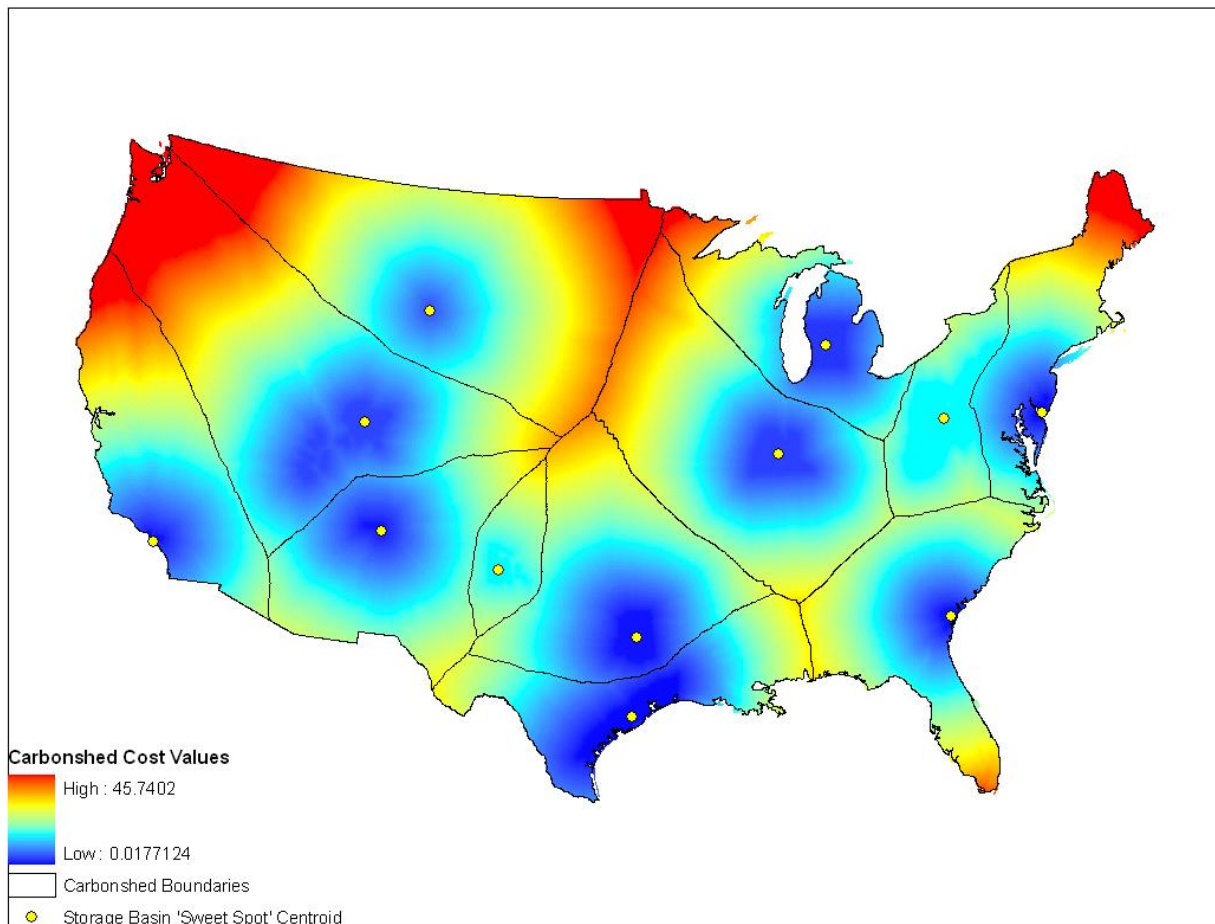 Carbonshed Cost Values
High : 45.7402
Low : 0.0177124
Carbonshed Boundaries
Storage Basin 'Sweet Spot' Centroid